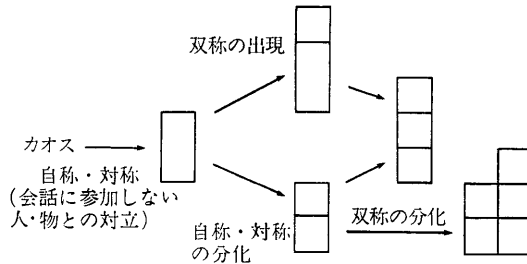 双称の出現
カオス
自称・対称
(会話に参加しない
人・物との対立)
自称・対称
の分化
双称の分化